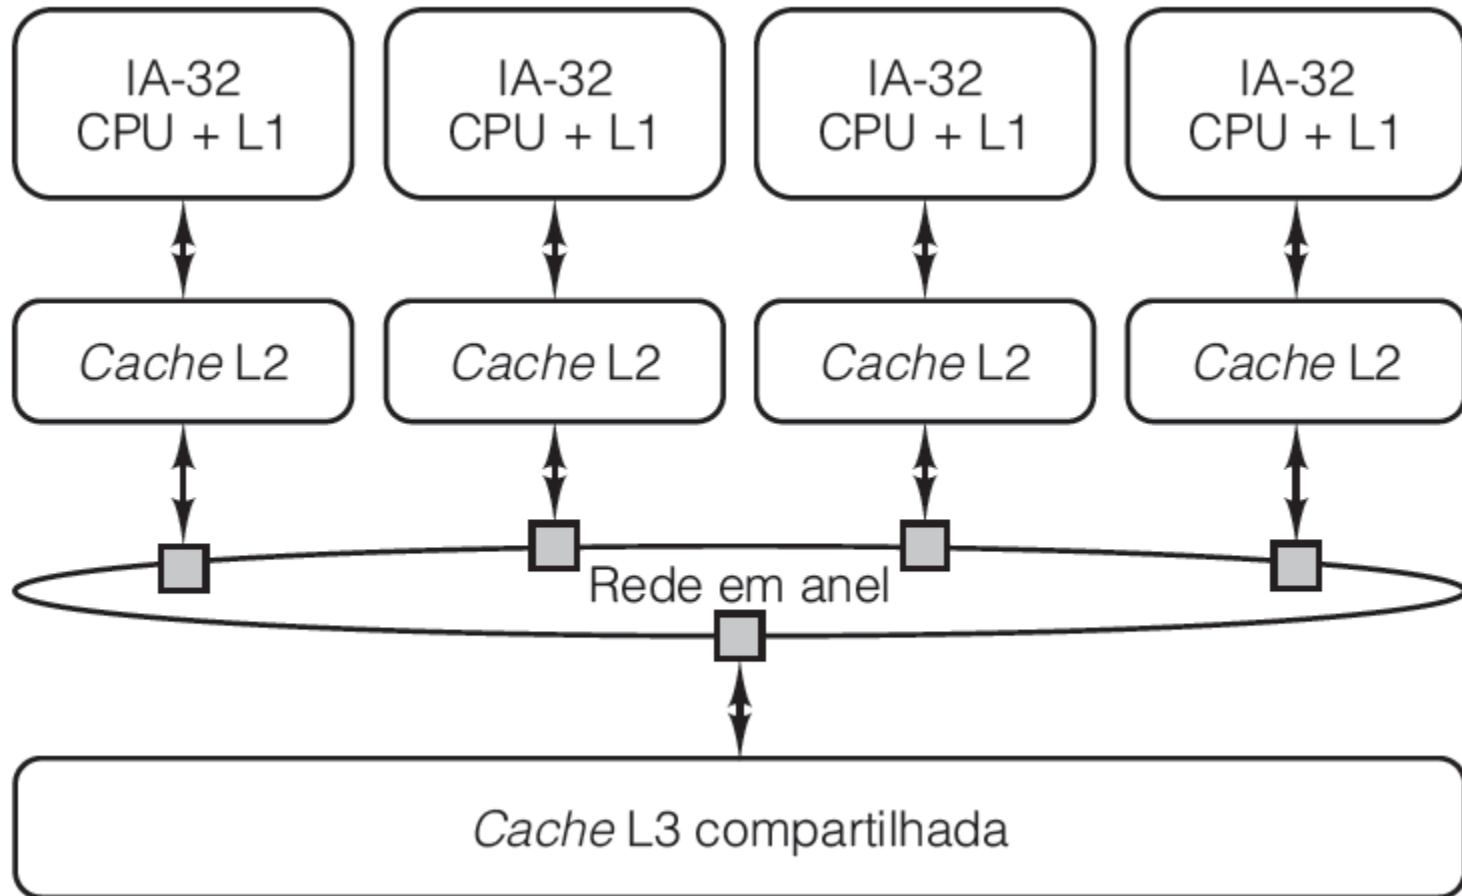 IA-32
CPU + L1
IA-32
CPU + L1
IA-32
CPU + L1
IA-32
CPU + L1
Cache L2
Cache L2
Cache L2
Cache L2
Rede em anel
Cache L3 compartilhada